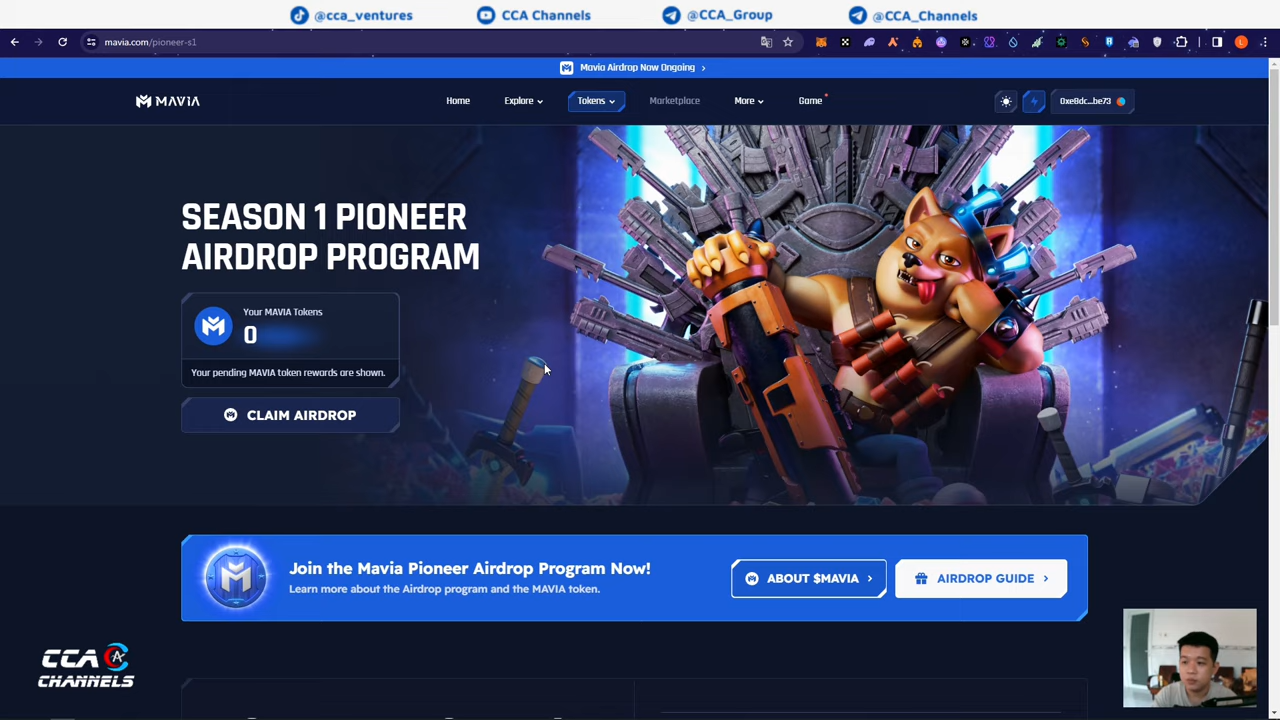 @cca_ventures
CCA Channels
@CCA_Group
@CCA_Channels
mavia.com/pioneer-s1
L
Mavia Airdrop Now Ongoing
MAVIA
Home
Explore
Tokens
Marketplace
More
Game
0xe8dc...be73
SEASON 1 PIONEER
AIRDROP PROGRAM
Your MAVIA Tokens
0
Your pending MAVIA token rewards are shown.
CLAIM AIRDROP
Join the Mavia Pioneer Airdrop Program Now!
Learn more about the Airdrop program and the MAVIA token.
ABOUT $MAVIA
AIRDROP GUIDE
CCA
CHANNELS